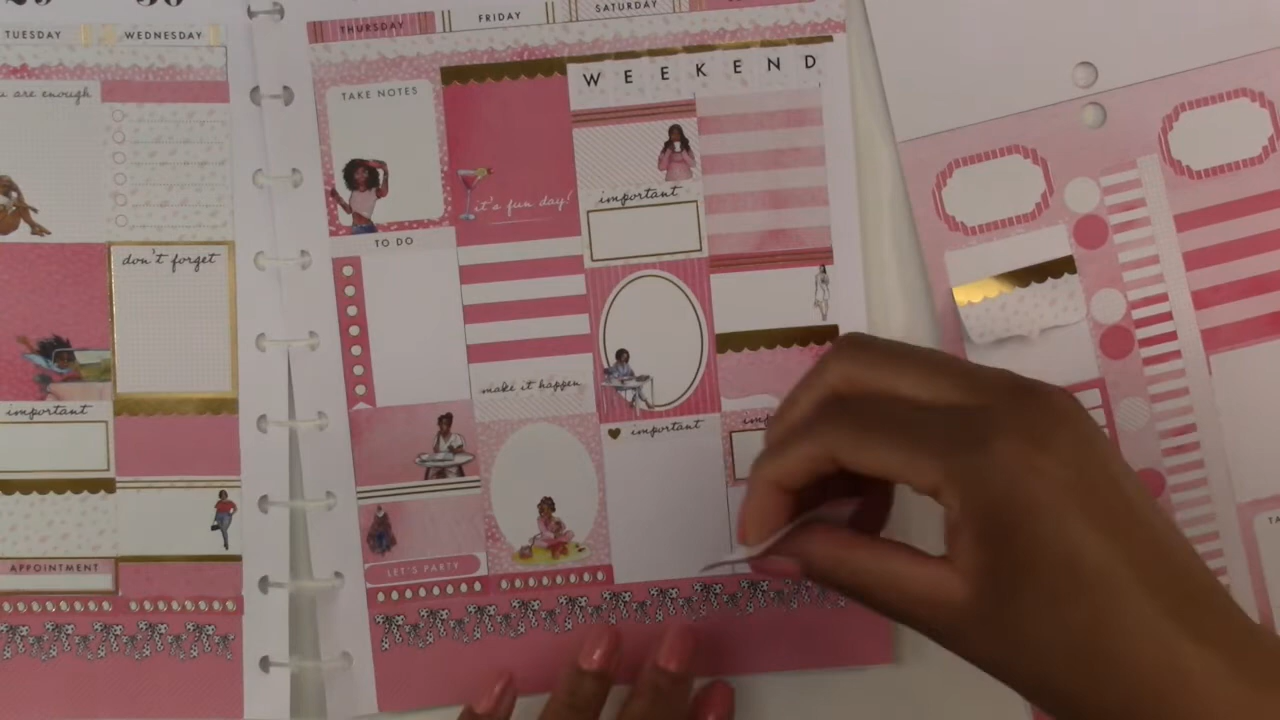 TUESDAY
WEDNESDAY
THURSDAY
FRIDAY
SATURDAY
are enough
don't forget
important
APPOINTMENT
TAKE NOTES
it's fun day!
WEEKEND
important
TO DO
make it happen
important
LET'S PARTY